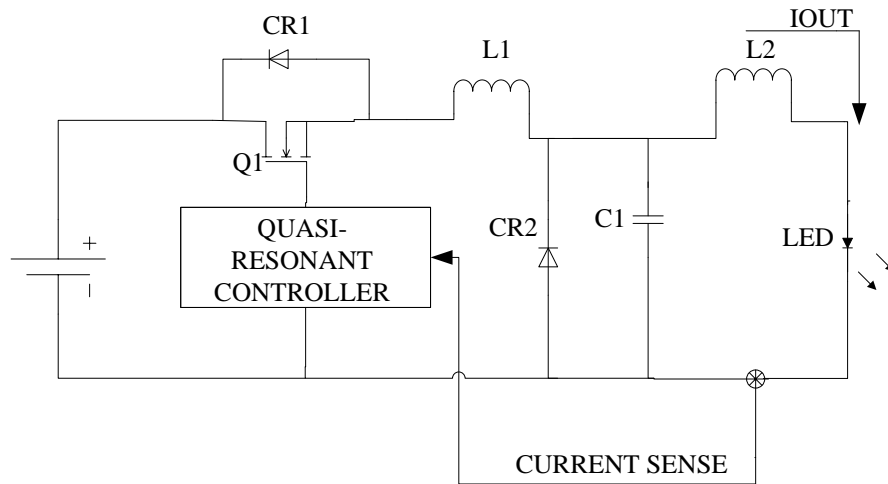 CR1
IOUT
L1
L2
Q1
+
−
QUASI-
RESONANT
CONTROLLER
CR2
C1
LED
CURRENT SENSE